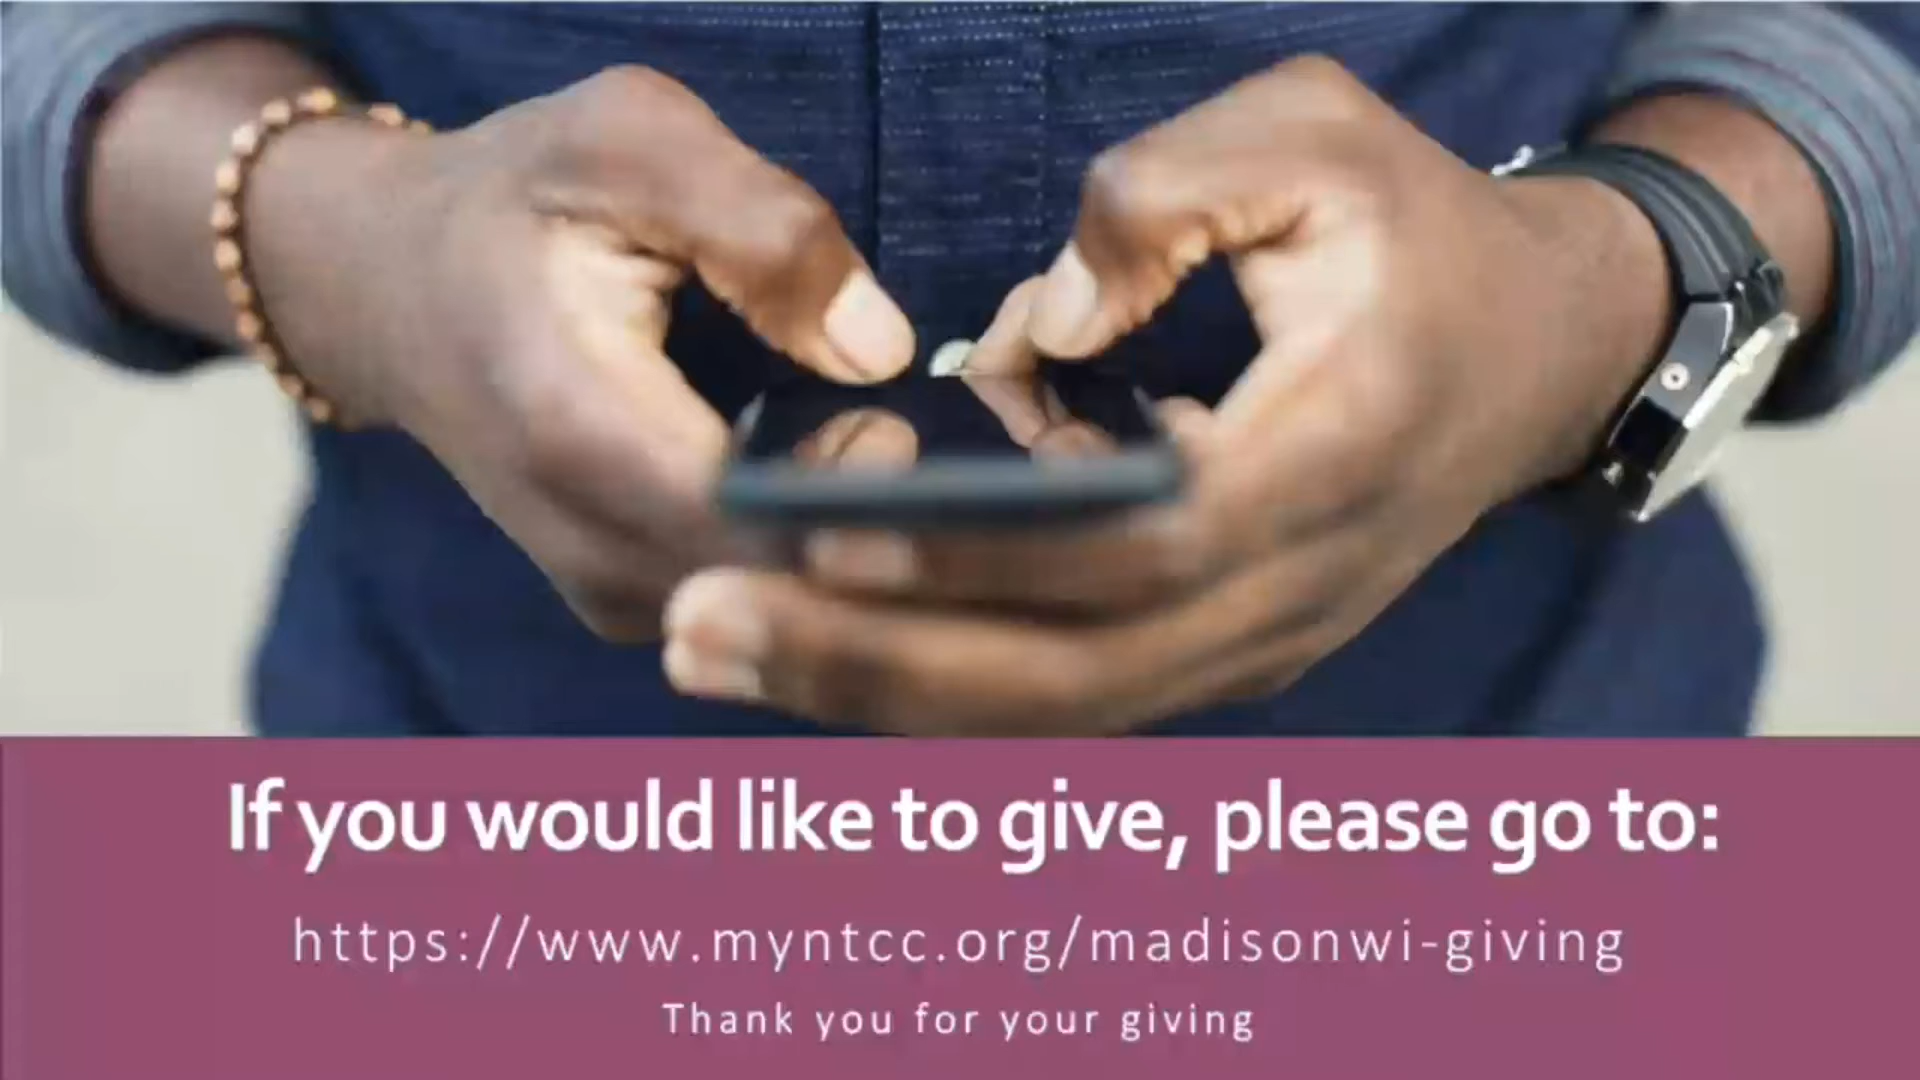 If you would like to give, please go to:
https://www.myntcc.org/madisonwi-giving
Thank you for your giving